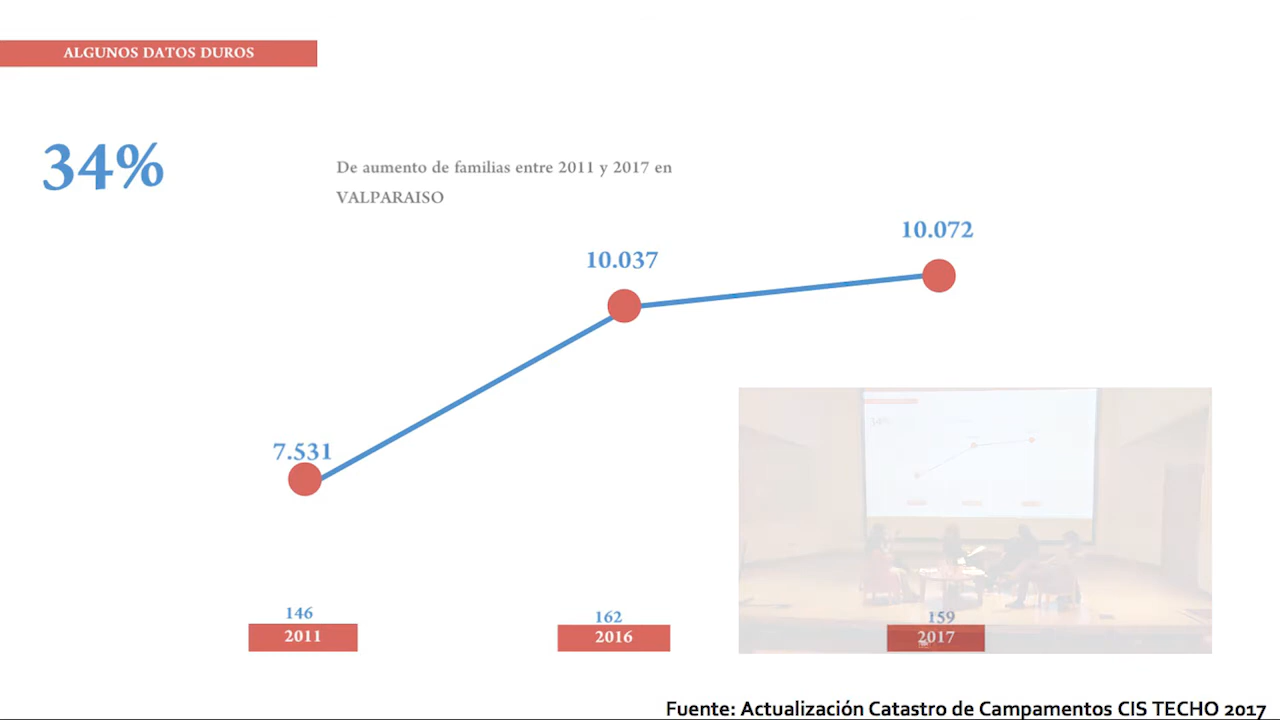 ALGUNOS DATOS DUROS
34%
De aumento de familias entre 2011 y 2017 en
VALPARAISO
10.072
10.037
7.531
146
162
159
2011
2016
2017
Fuente: Actualización Catastro de Campamentos CIS TECHO 2017